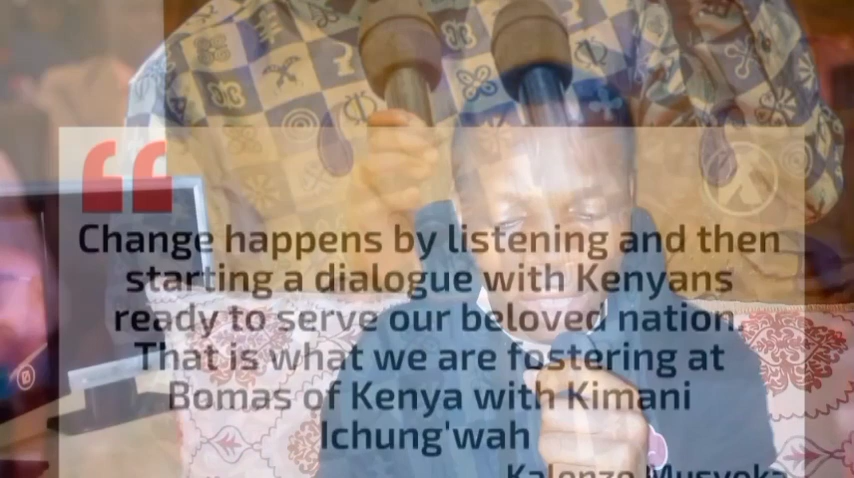 Change happens by listening and then
starting a dialogue with Kenyans
ready to serve our beloved nation.
That is what we are fostering at
Bomas of Kenya with Kimani
Ichung'wah
Kalonzo Musyoka